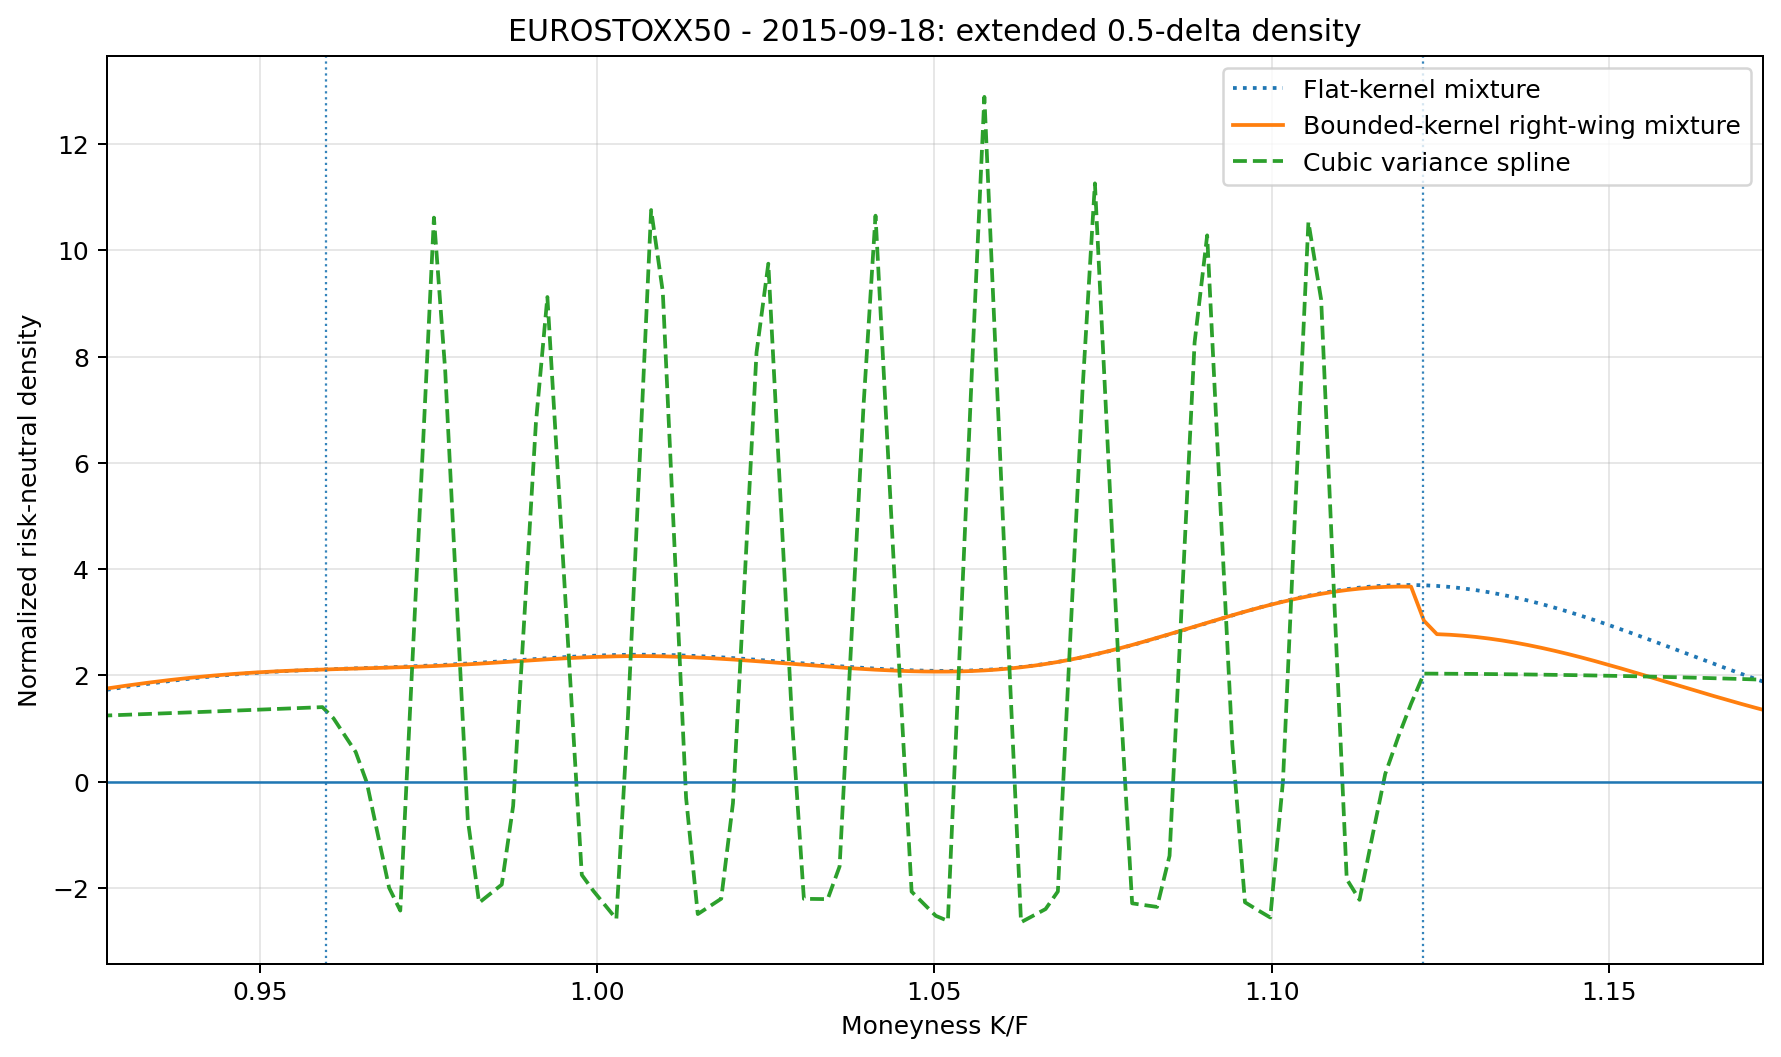 EUROSTOXX50 - 2015-09-18: extended 0.5-delta density
Flat-kernel mixture
Bounded-kernel right-wing mixture
Cubic variance spline
Normalized risk-neutral density
12
10
8
6
4
2
0
−2
0.95
1.00
1.05
1.10
1.15
Moneyness K/F